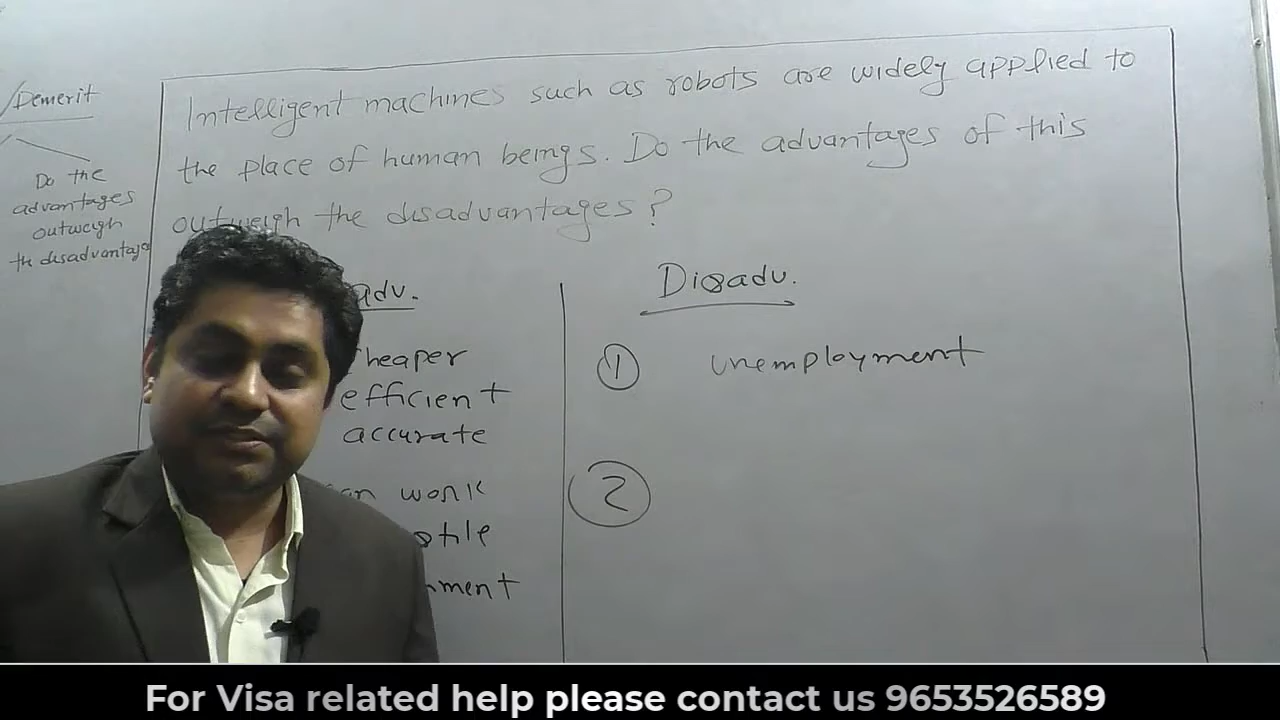 /Demerit
Do the
advantages
outweigh
the disadvantage
Intelligent machines such as robots are widely applied to
the place of human beings. Do the advantages of this
outweigh the disadvantages?
adv.
heaper
efficient
accurate
work
Disadv.
1 unemployment
2
For Visa related help please contact us 9653526589